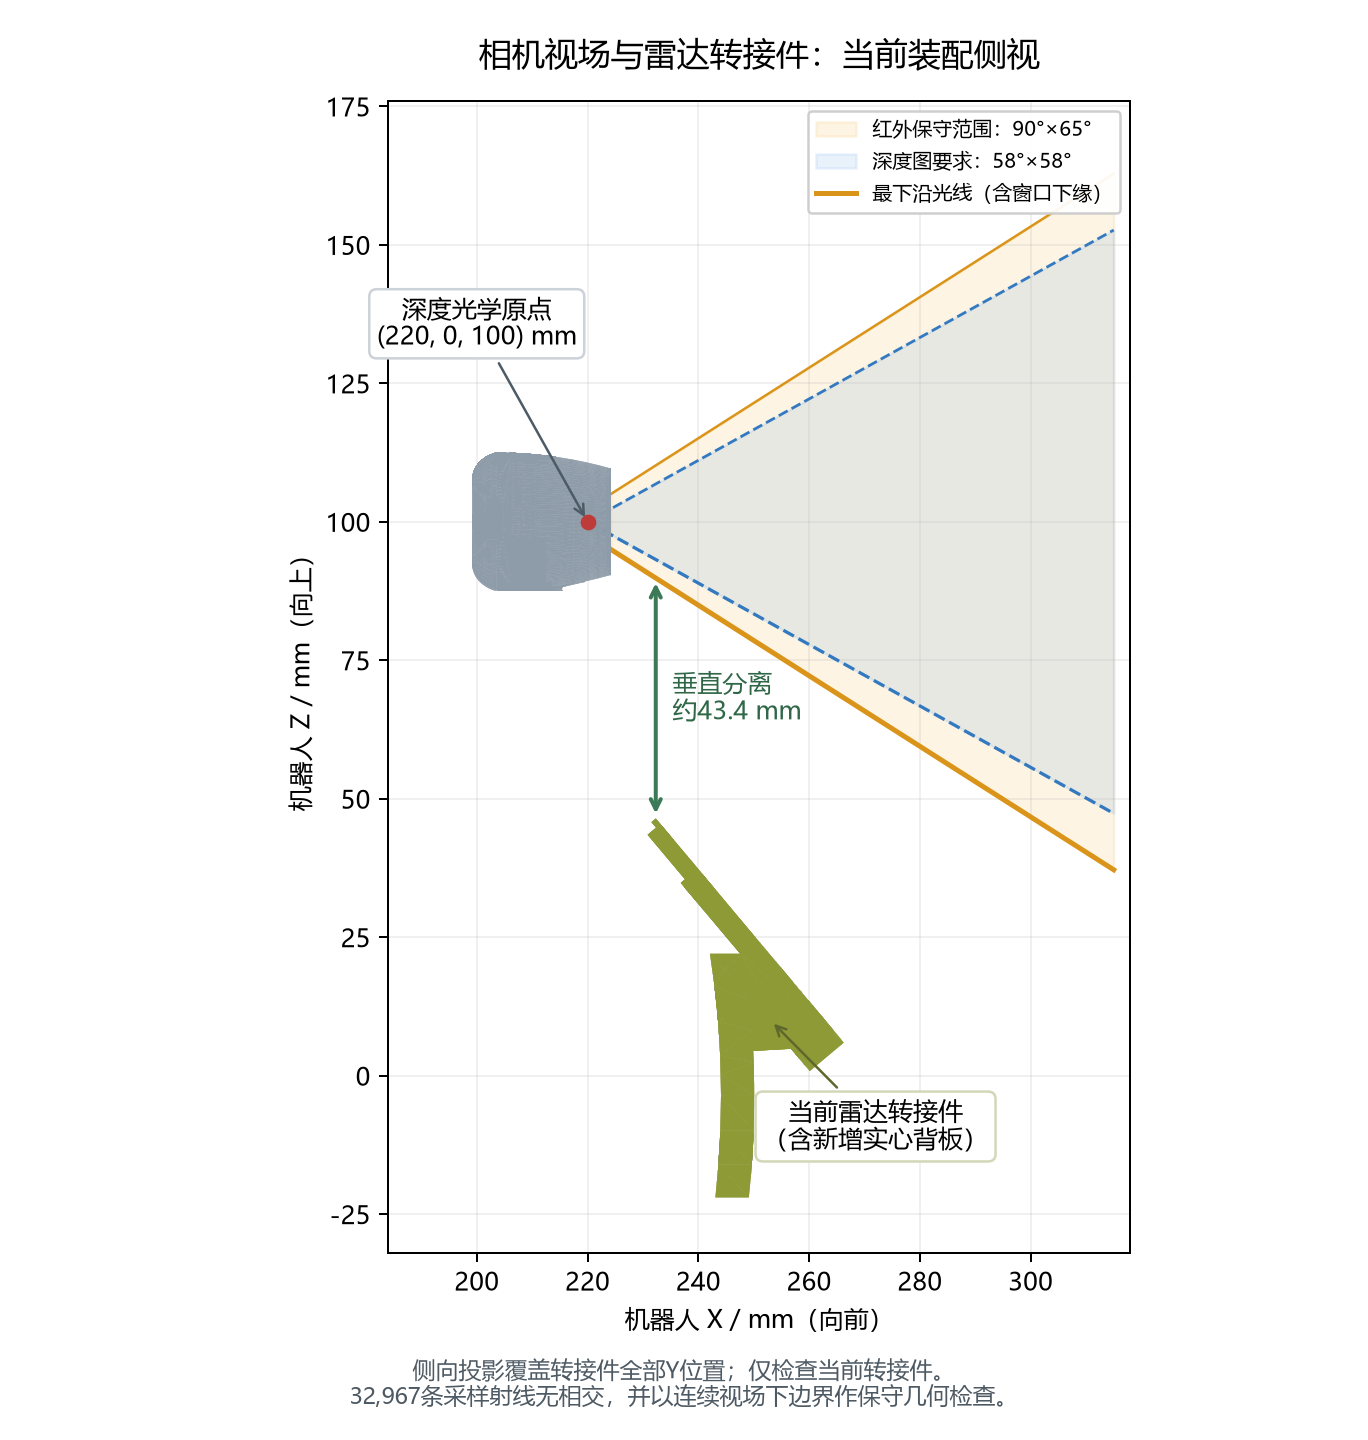 相机视场与雷达转接件：当前装配侧视
175
150
125
100
75
50
25
0
-25
机器人 Z / mm（向上）
红外保守范围：90°×65°
深度图要求：58°×58°
最下沿光线（含窗口下缘）
深度光学原点
(220, 0, 100) mm
垂直分离
约43.4 mm
当前雷达转接件
（含新增实心背板）
200
220
240
260
280
300
机器人 X / mm（向前）
侧向投影覆盖转接件全部Y位置；仅检查当前转接件。
32,967条采样射线无相交，并以连续视场下边界作保守几何检查。